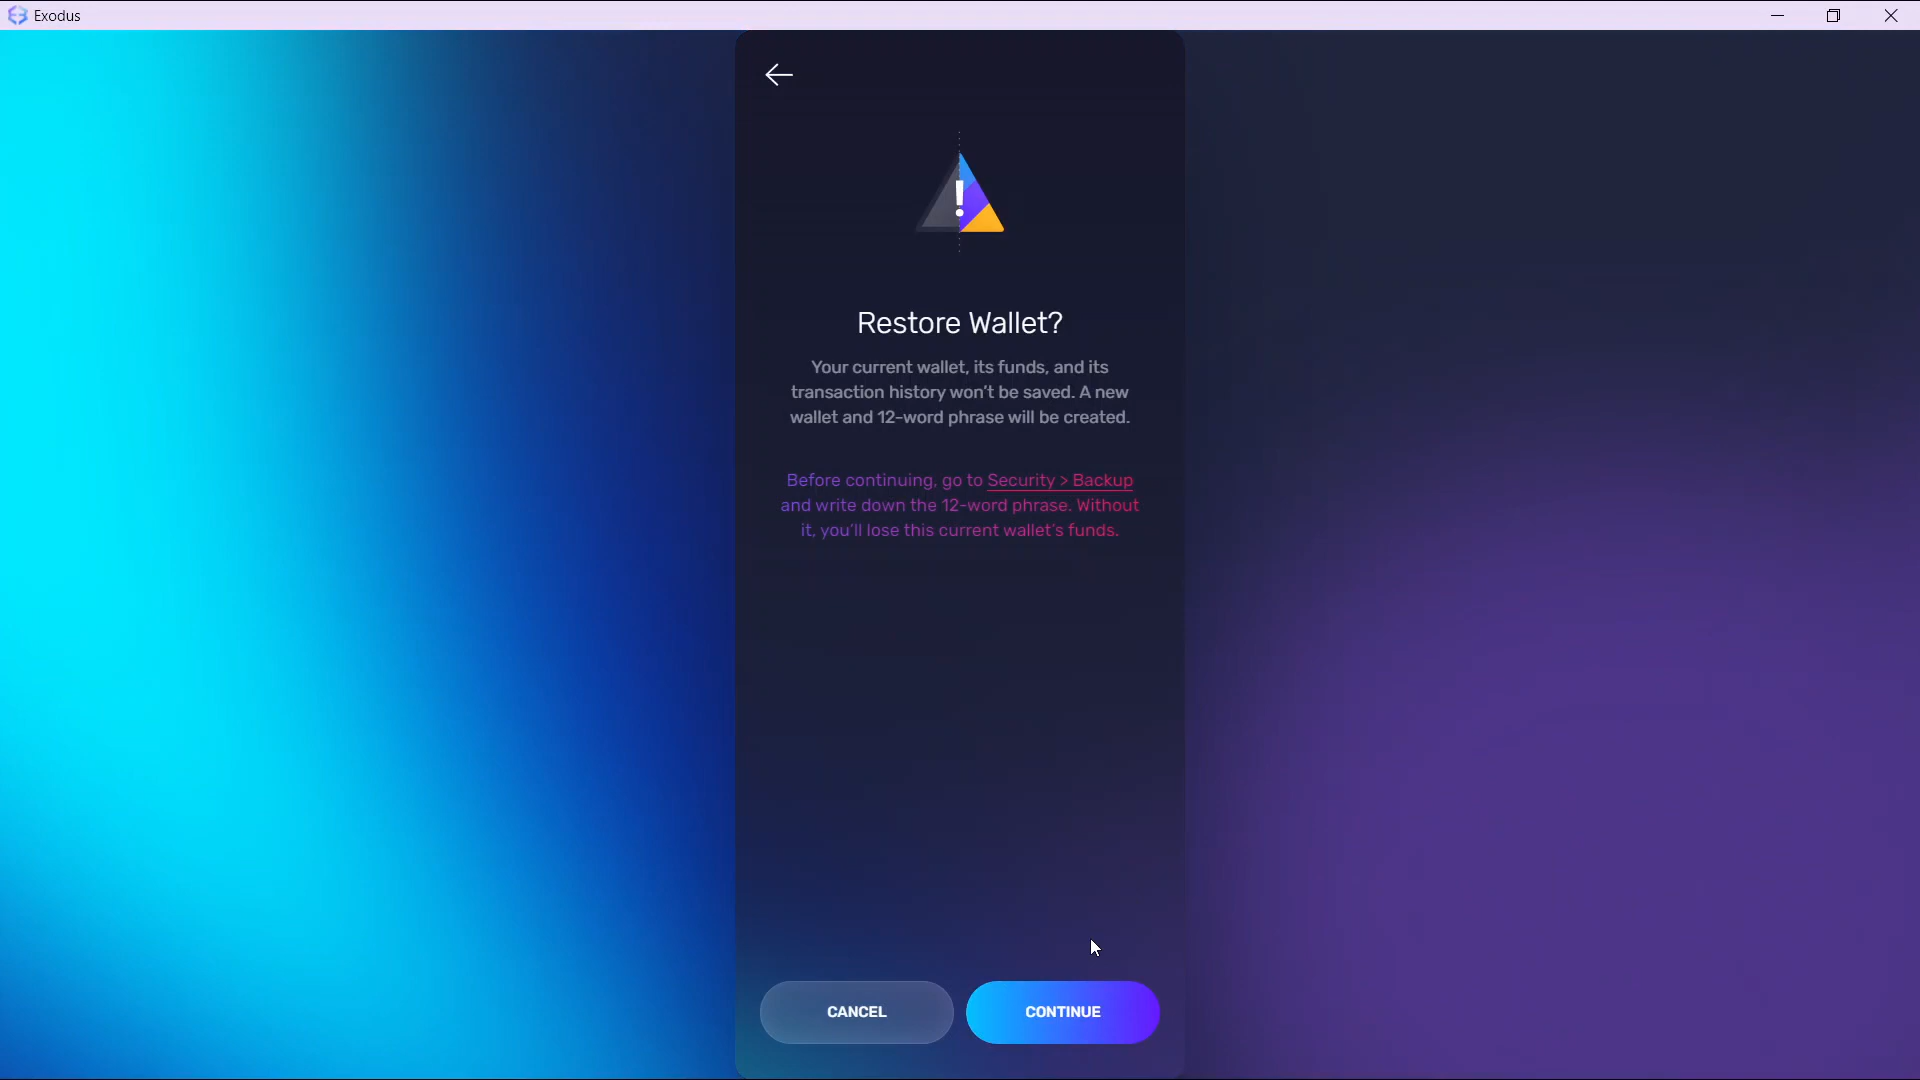 Exodus
Restore Wallet?
Your current wallet, its funds, and its
transaction history won’t be saved. A new
wallet and 12-word phrase will be created.
Before continuing, go to Security > Backup
and write down the 12-word phrase. Without
it, you’ll lose this current wallet’s funds.
CANCEL
CONTINUE